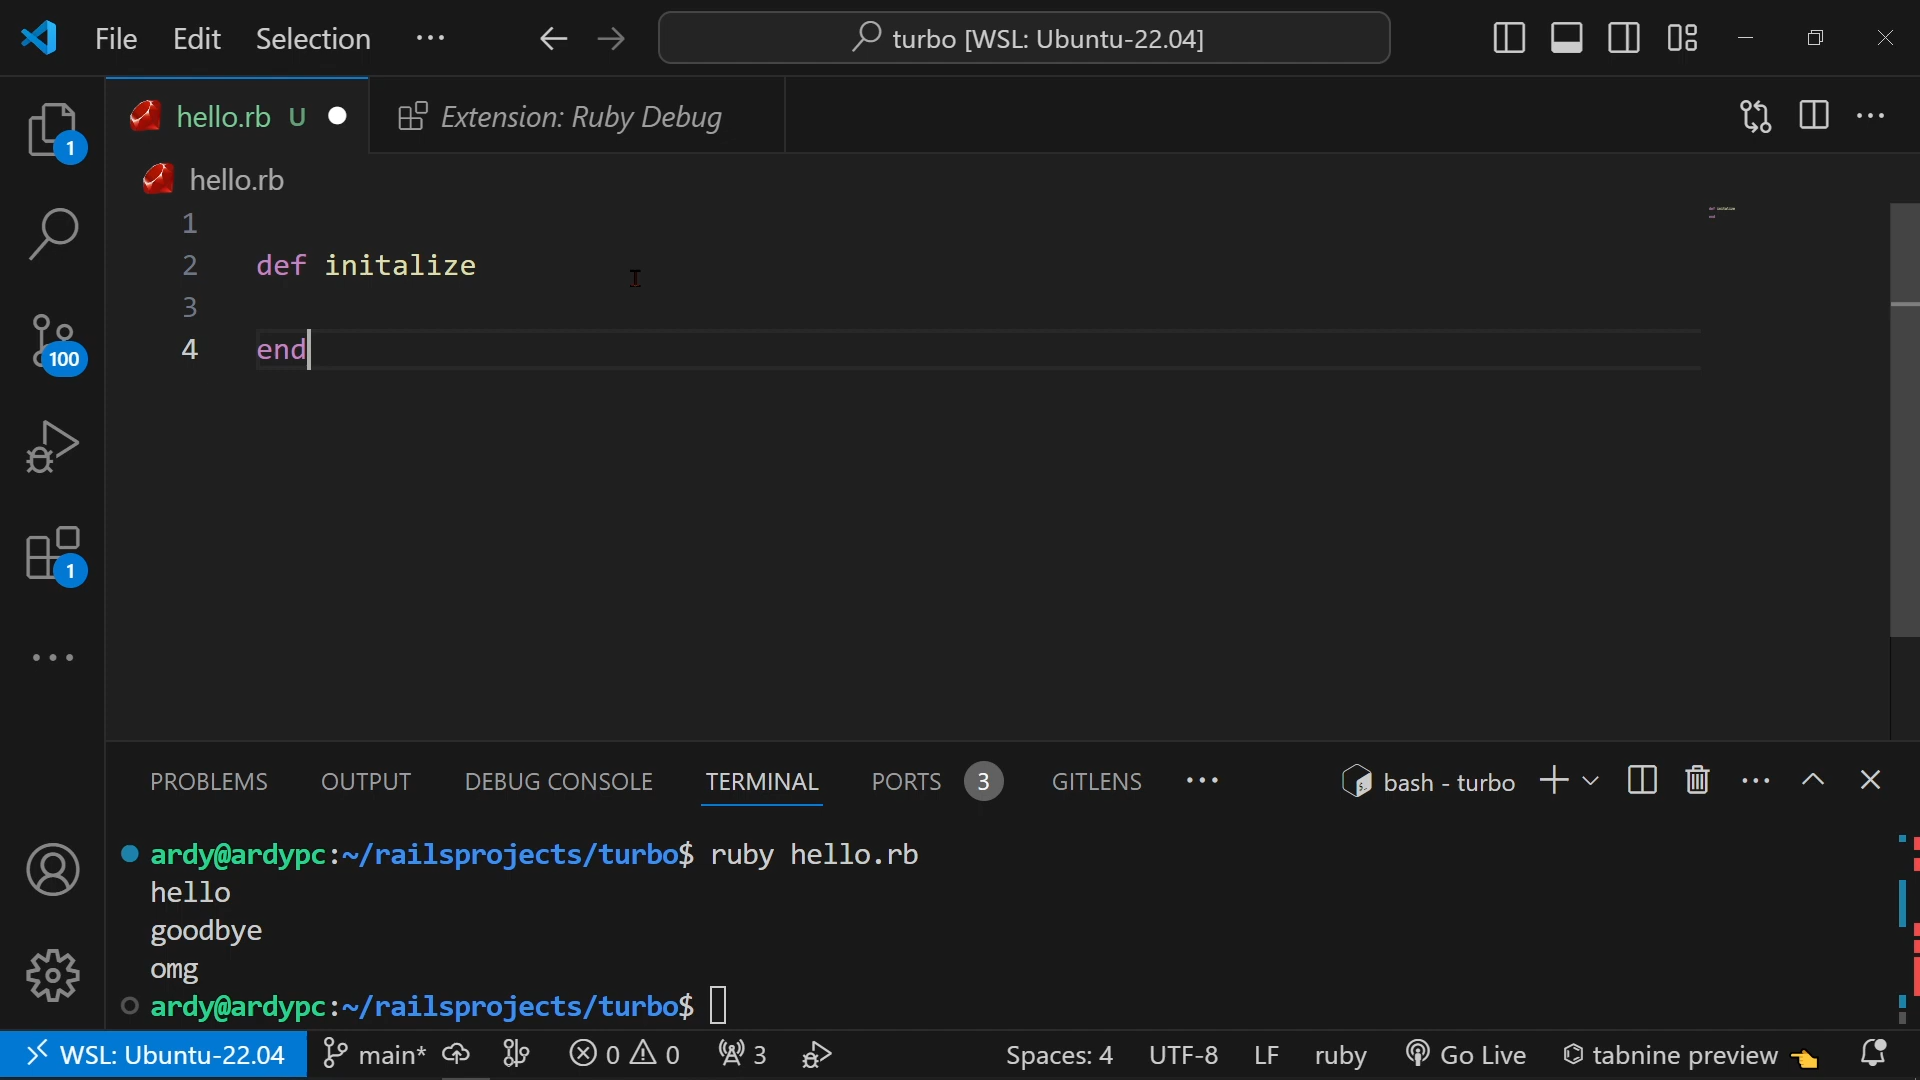 File Edit Selection ··· turbo [WSL: Ubuntu-22.04]
hello.rb U Extension: Ruby Debug
hello.rb
1
2 def initalize
3
4 end
1
100
1
PROBLEMS OUTPUT DEBUG CONSOLE TERMINAL PORTS 3 GITLENS ··· bash - turbo
ardy@ardypc:~/railsprojects/turbo$ ruby hello.rb
hello
goodbye
omg
ardy@ardypc:~/railsprojects/turbo$
WSL: Ubuntu-22.04 main* 0 0 3 Spaces: 4 UTF-8 LF ruby Go Live tabnine preview